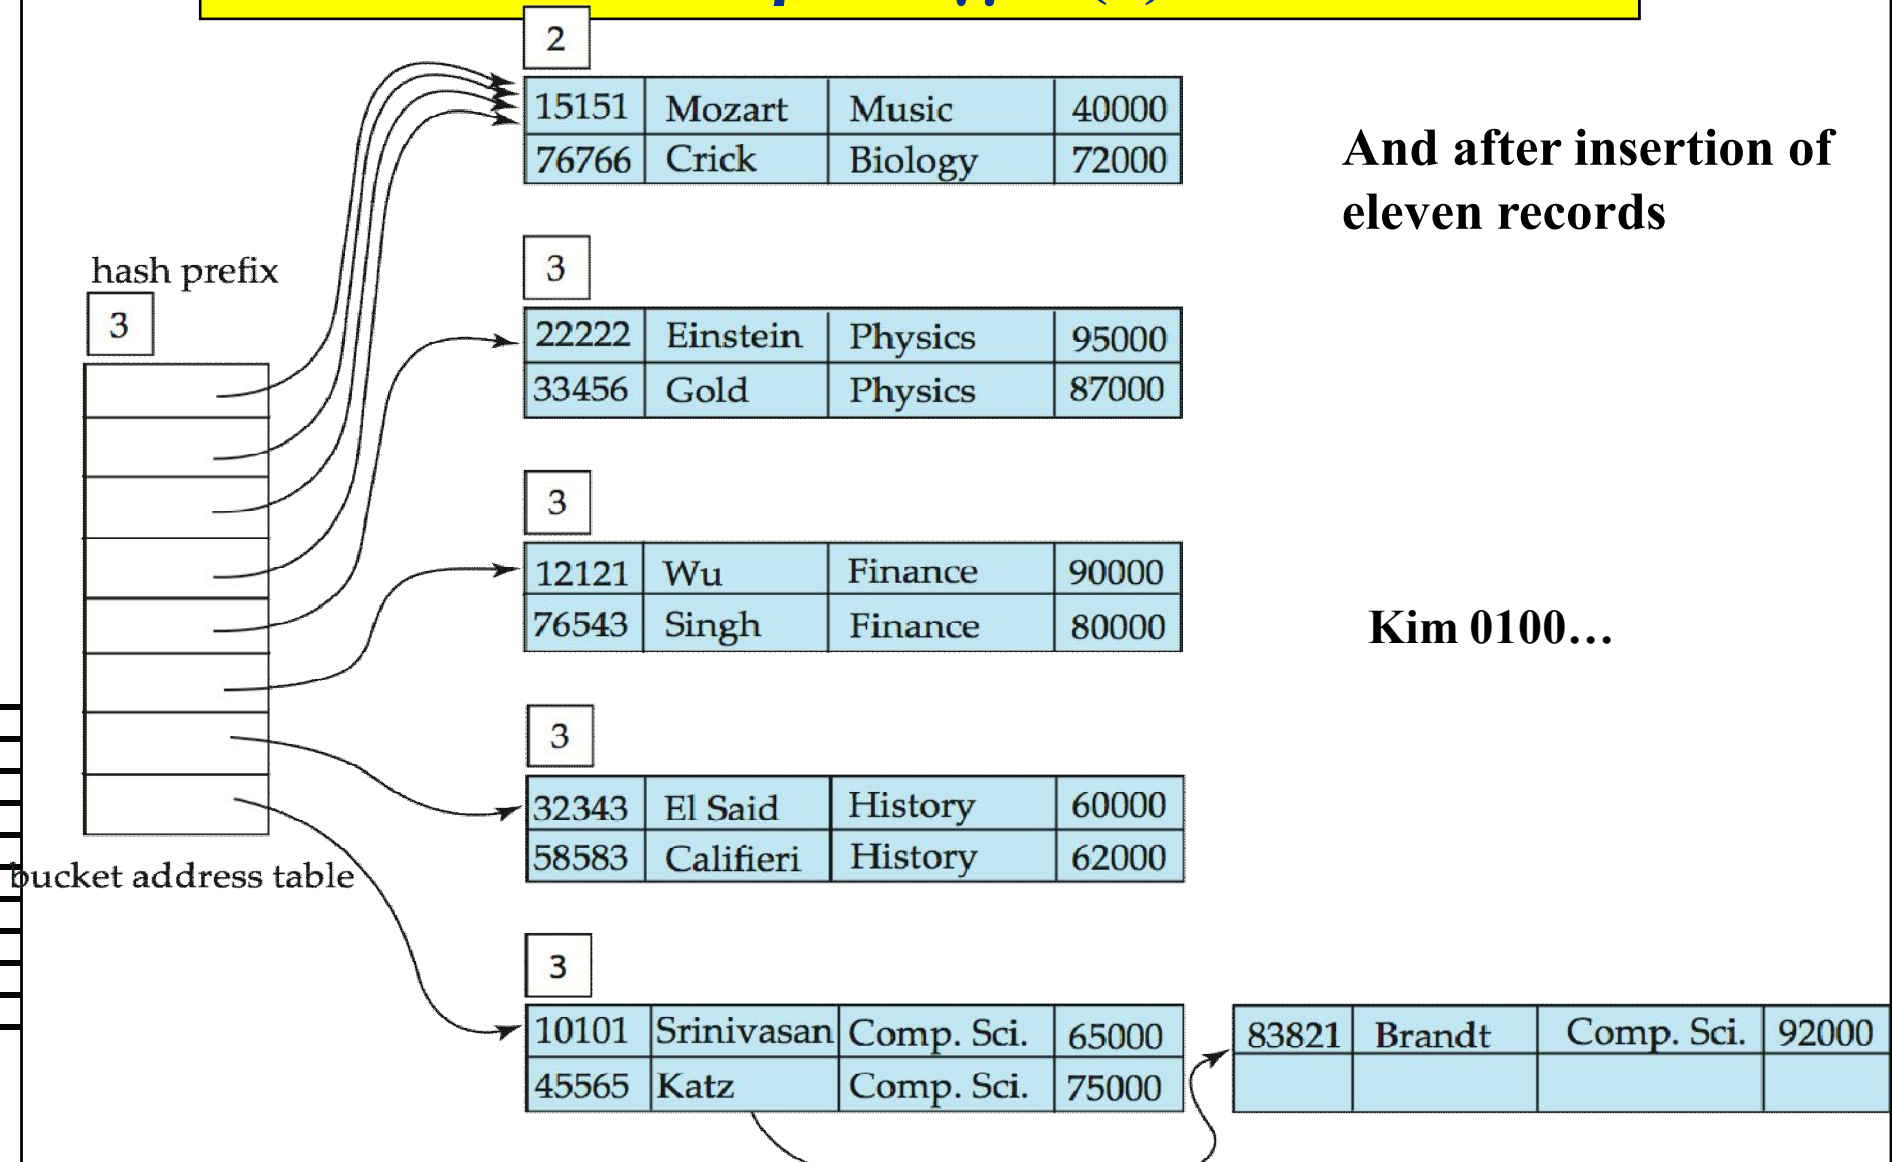 2
15151 Mozart Music 40000
76766 Crick Biology 72000
And after insertion of
eleven records
hash prefix
3
3
22222 Einstein Physics 95000
33456 Gold Physics 87000
3
12121 Wu Finance 90000
76543 Singh Finance 80000
Kim 0100…
3
32343 El Said History 60000
58583 Califieri History 62000
bucket address table
3
10101 Srinivasan Comp. Sci. 65000
45565 Katz Comp. Sci. 75000
83821 Brandt Comp. Sci. 92000